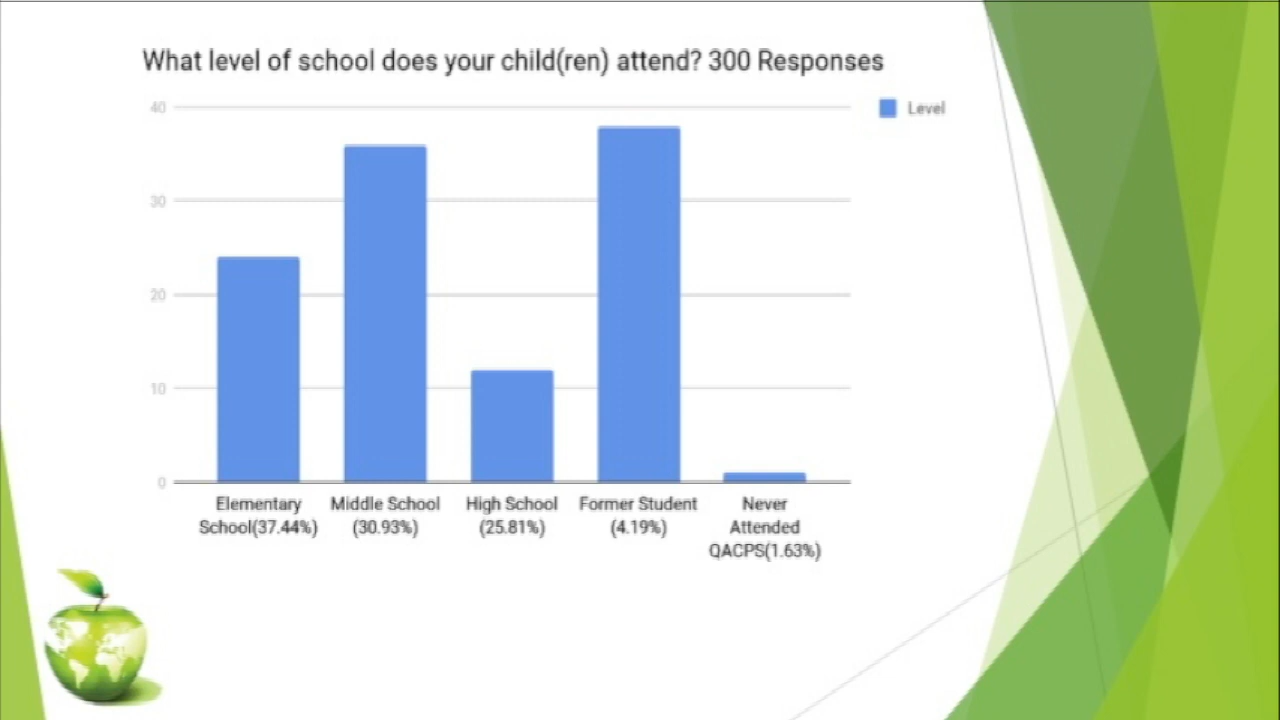 What level of school does your child(ren) attend? 300 Responses
40
Level
30
20
10
0
Elementary
School(37.44%)
Middle School
(30.93%)
High School
(25.81%)
Former Student
(4.19%)
Never
Attended
QACPS(1.63%)